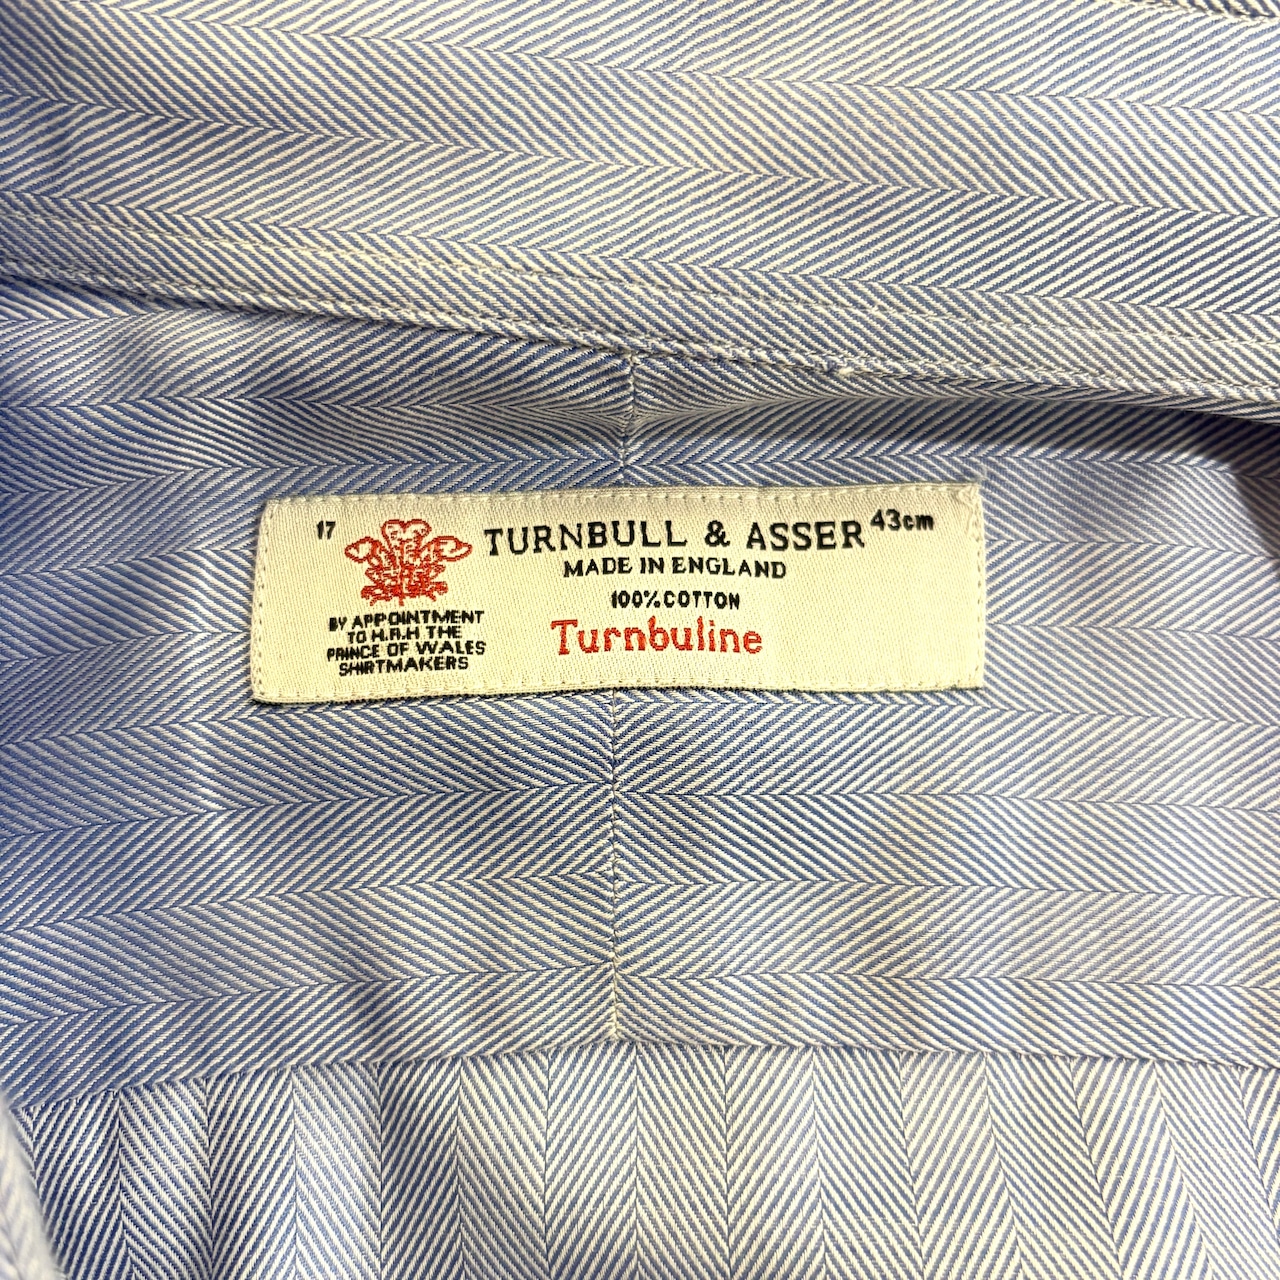 17
TURNBULL & ASSER
43cm
MADE IN ENGLAND
100% COTTON
Turnbuline
BY APPOINTMENT
TO H.R.H THE
PRINCE OF WALES
SHIRTMAKERS